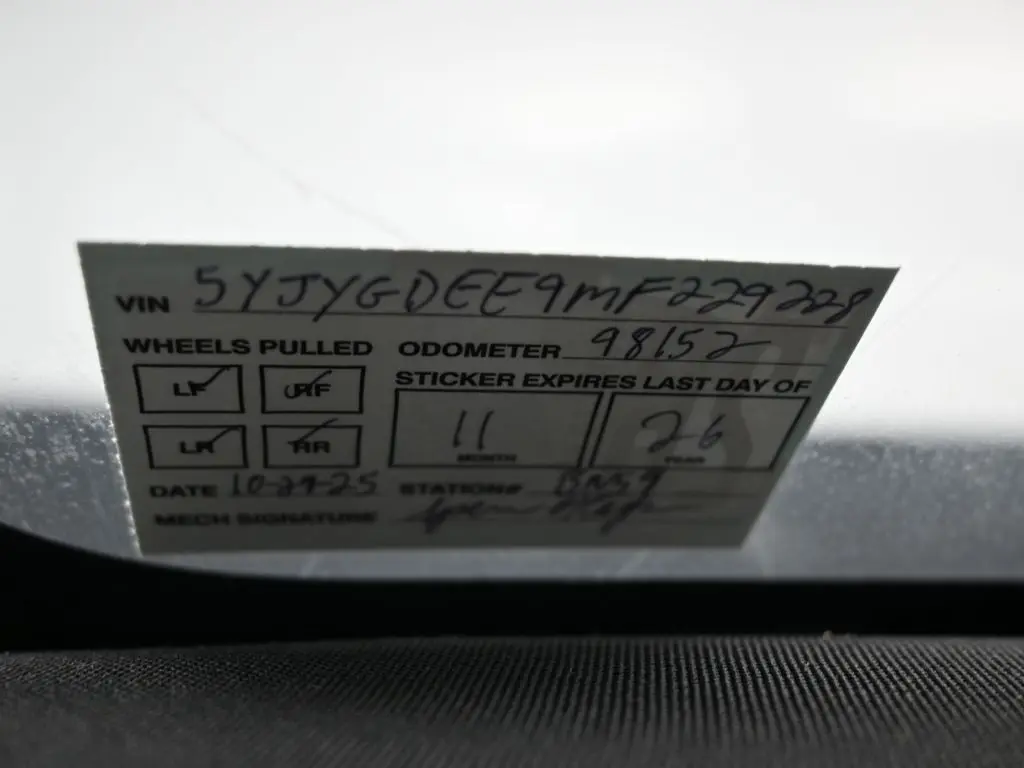 VIN 5YJYGDEE9MF229228
WHEELS PULLED ODOMETER 98152
LF RF STICKER EXPIRES LAST DAY OF
LR RR 11 26
MONTH YEAR
DATE 10-29-25 STATION#
MECH SIGNATURE